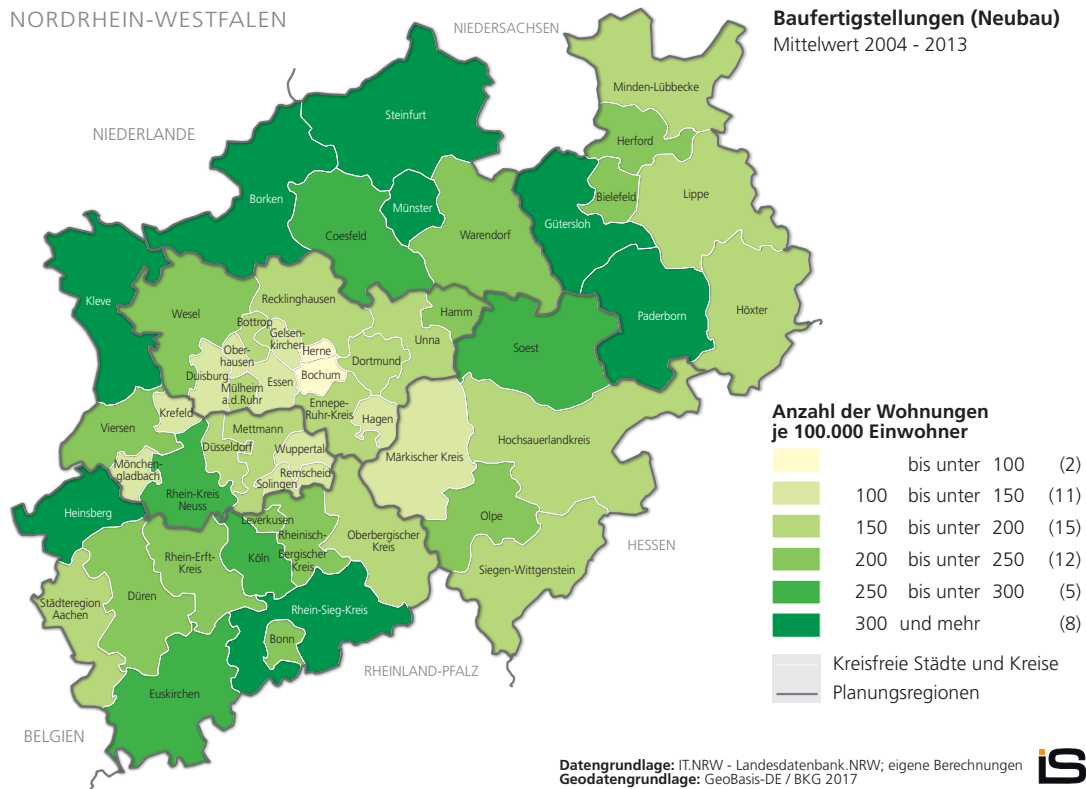 NORDRHEIN-WESTFALEN
NIEDERSACHSEN
Baufertigstellungen (Neubau)
Mittelwert 2004 - 2013
Minden-Lübbecke
Steinfurt
NIEDERLANDE
Herford
Borken
Münster
Bielefeld
Lippe
Gütersloh
Coesfeld
Warendorf
Kleve
Recklinghausen
Wesel
Bottrop
Hamm
Paderborn
Höxter
Gelsen-
kirchen
Herne
Unna
Soest
Ober-
hausen
Dortmund
Duisburg
Essen
Bochum
Mülheim
a.d.Ruhr
Ennepe-
Ruhr-Kreis
Krefeld
Hagen
Viersen
Mettmann
Düsseldorf
Wuppertal
Hochsauerlandkreis
Märkischer Kreis
Mönchen-
gladbach
Remscheid
Solingen
Rhein-Kreis
Neuss
Heinsberg
Leverkusen
Olpe
Rheinisch-
Bergischer
Kreis
Oberbergischer
Kreis
Rhein-Erft-
Kreis
Köln
HESSEN
Siegen-Wittgenstein
Düren
Städteregion
Aachen
Rhein-Sieg-Kreis
Bonn
RHEINLAND-PFALZ
Euskirchen
BELGIEN
Anzahl der Wohnungen
je 100.000 Einwohner
bis unter 100 (2)
100 bis unter 150 (11)
150 bis unter 200 (15)
200 bis unter 250 (12)
250 bis unter 300 (5)
300 und mehr (8)
Kreisfreie Städte und Kreise
Planungsregionen
Datengrundlage: IT.NRW - Landesdatenbank.NRW; eigene Berechnungen
Geodatengrundlage: GeoBasis-DE / BKG 2017
iS